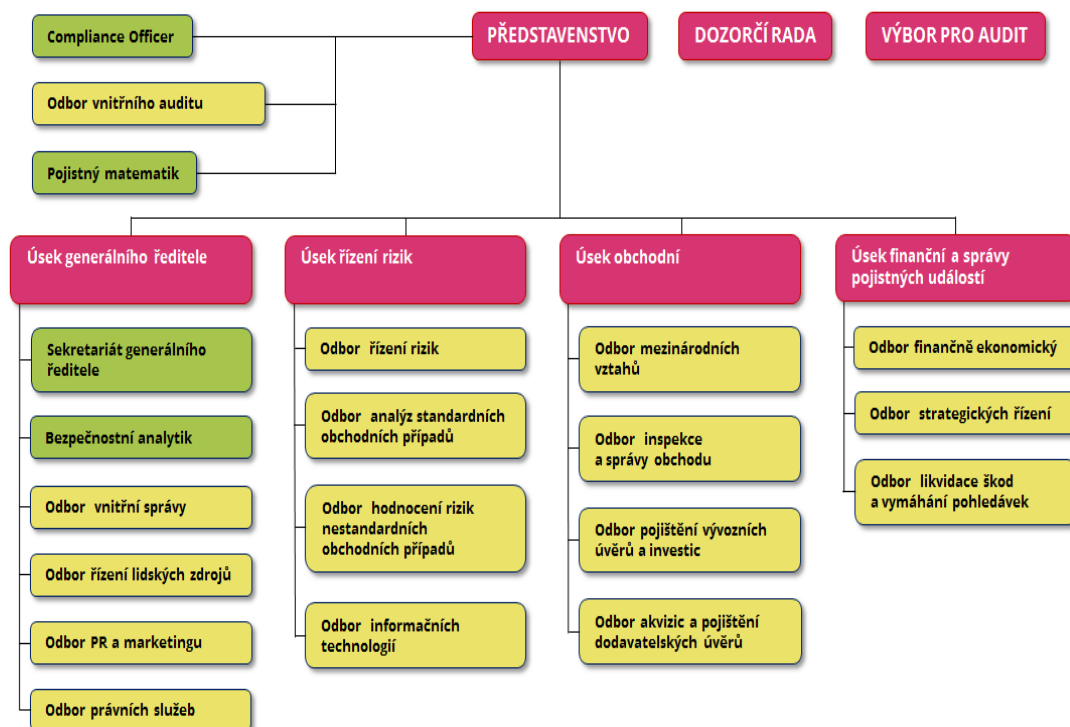 Compliance Officer
PŘEDSTAVENSTVO
DOZORČÍ RADA
VÝBOR PRO AUDIT
Odbor vnitřního auditu
Pojistný matematik
Úsek generálního ředitele
Sekretariát generálního
ředitele
Bezpečnostní analytik
Odbor vnitřní správy
Odbor řízení lidských zdrojů
Odbor PR a marketingu
Odbor právních služeb
Úsek řízení rizik
Odbor řízení rizik
Odbor analýz standardních
obchodních případů
Odbor hodnocení rizik
nestandardních
obchodních případů
Odbor informačních
technologií
Úsek obchodní
Odbor mezinárodních
vztahů
Odbor inspekce
a správy obchodu
Odbor pojištění vývozních
úvěrů a investic
Odbor akvizic a pojištění
dodavatelských úvěrů
Úsek finanční a správy
pojistných událostí
Odbor finančně ekonomický
Odbor strategických řízení
Odbor likvidace škod
a vymáhání pohledávek